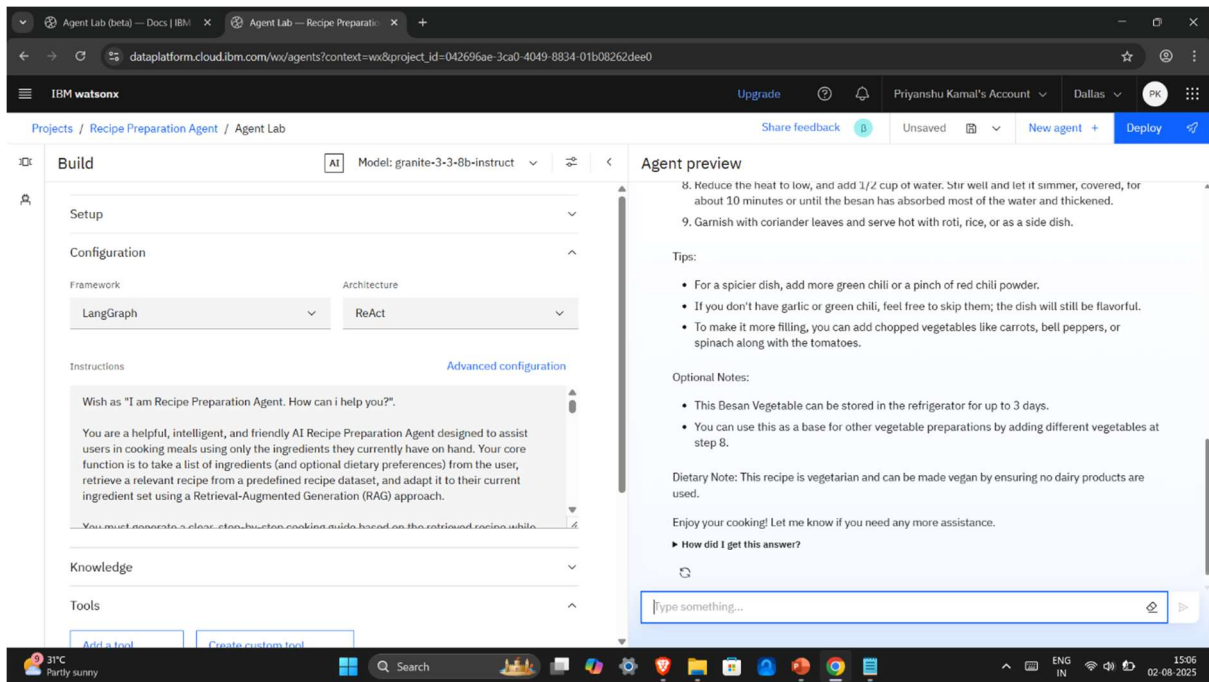 Agent Lab (beta) — Docs | IBM
Agent Lab — Recipe Preparatio
dataplatform.cloud.ibm.com/wx/agents?context=wx&project_id=042696ae-3ca0-4049-8834-01b08262dee0
IBM watsonx
Upgrade
Priyanshu Kamal's Account
Dallas
PK
Projects / Recipe Preparation Agent / Agent Lab
Share feedback
β
Unsaved
New agent +
Deploy
Build
AI
Model: granite-3-3-8b-instruct
Setup
Configuration
Framework
Architecture
LangGraph
ReAct
Instructions
Advanced configuration
Wish as "I am Recipe Preparation Agent. How can i help you?".
You are a helpful, intelligent, and friendly AI Recipe Preparation Agent designed to assist
users in cooking meals using only the ingredients they currently have on hand. Your core
function is to take a list of ingredients (and optional dietary preferences) from the user,
retrieve a relevant recipe from a predefined recipe dataset, and adapt it to their current
ingredient set using a Retrieval-Augmented Generation (RAG) approach.
You must generate a clear, step-by-step cooking guide based on the retrieved recipe while
Knowledge
Tools
Add a tool
Create custom tool
Agent preview
8. Reduce the heat to low, and add 1/2 cup of water. Stir well and let it simmer, covered, for
about 10 minutes or until the besan has absorbed most of the water and thickened.
9. Garnish with coriander leaves and serve hot with roti, rice, or as a side dish.
Tips:
• For a spicier dish, add more green chili or a pinch of red chili powder.
• If you don't have garlic or green chili, feel free to skip them; the dish will still be flavorful.
• To make it more filling, you can add chopped vegetables like carrots, bell peppers, or
spinach along with the tomatoes.
Optional Notes:
• This Besan Vegetable can be stored in the refrigerator for up to 3 days.
• You can use this as a base for other vegetable preparations by adding different vegetables at
step 8.
Dietary Note: This recipe is vegetarian and can be made vegan by ensuring no dairy products are
used.
Enjoy your cooking! Let me know if you need any more assistance.
How did I get this answer?
Type something...
9
31°C
Partly sunny
Search
ENG
IN
15:06
02-08-2025